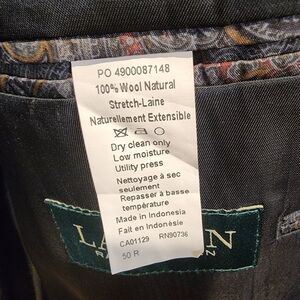 PO 4900087148
100% Wool Natural
Stretch-Laine
Naturellement Extensible
Dry clean only
Low moisture
Utility press
Nettoyage à sec
seulement
Repasser à basse
température
Made in Indonesia
Fait en Indonésie
CA01129 RN90736
50 R